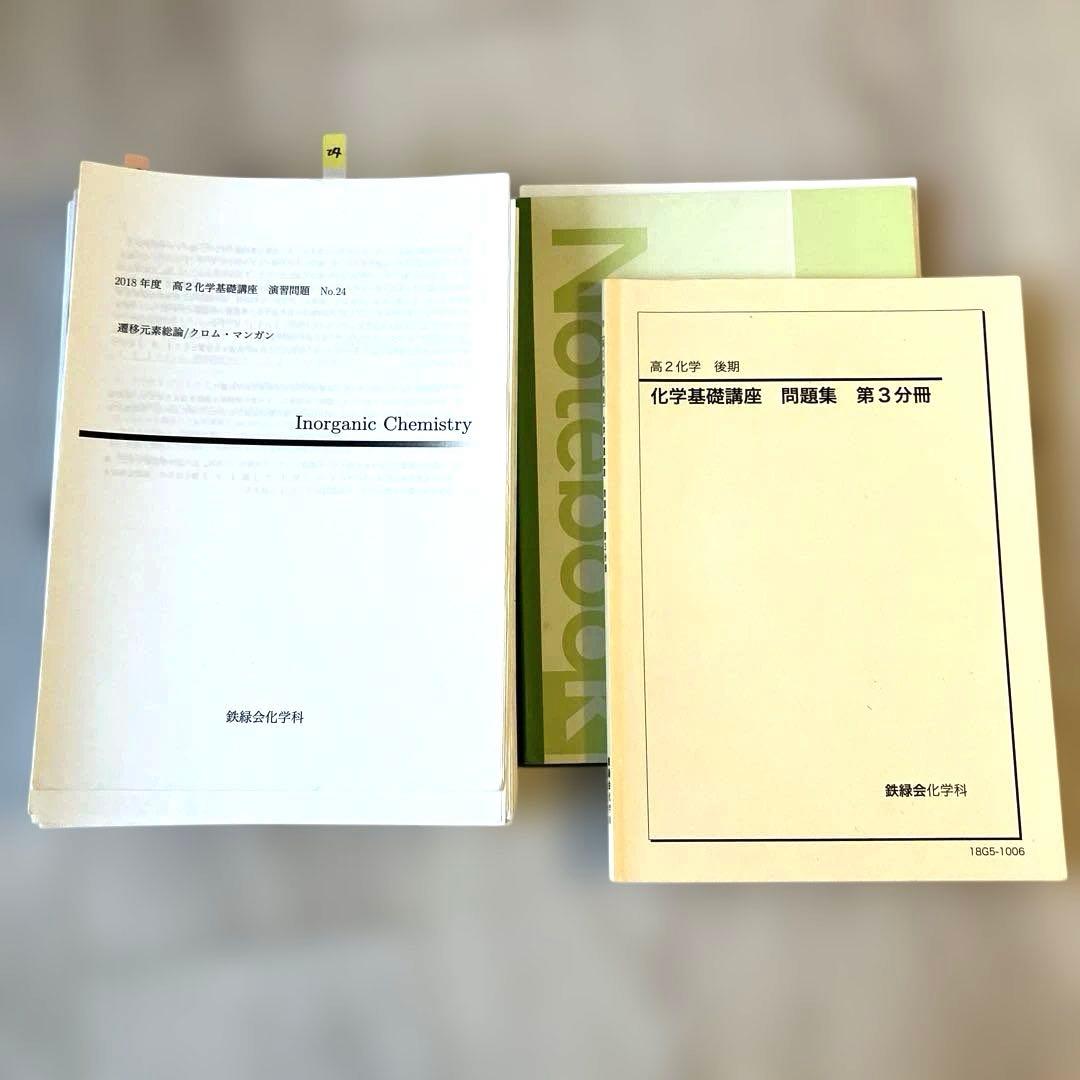 24
2018 年度　高２化学基礎講座　演習問題　No.24
遷移元素総論/クロム・マンガン
Inorganic Chemistry
鉄緑会化学科
Notebook
高２化学　後期
化学基礎講座　問題集　第３分冊
鉄緑会化学科
18G5-1006